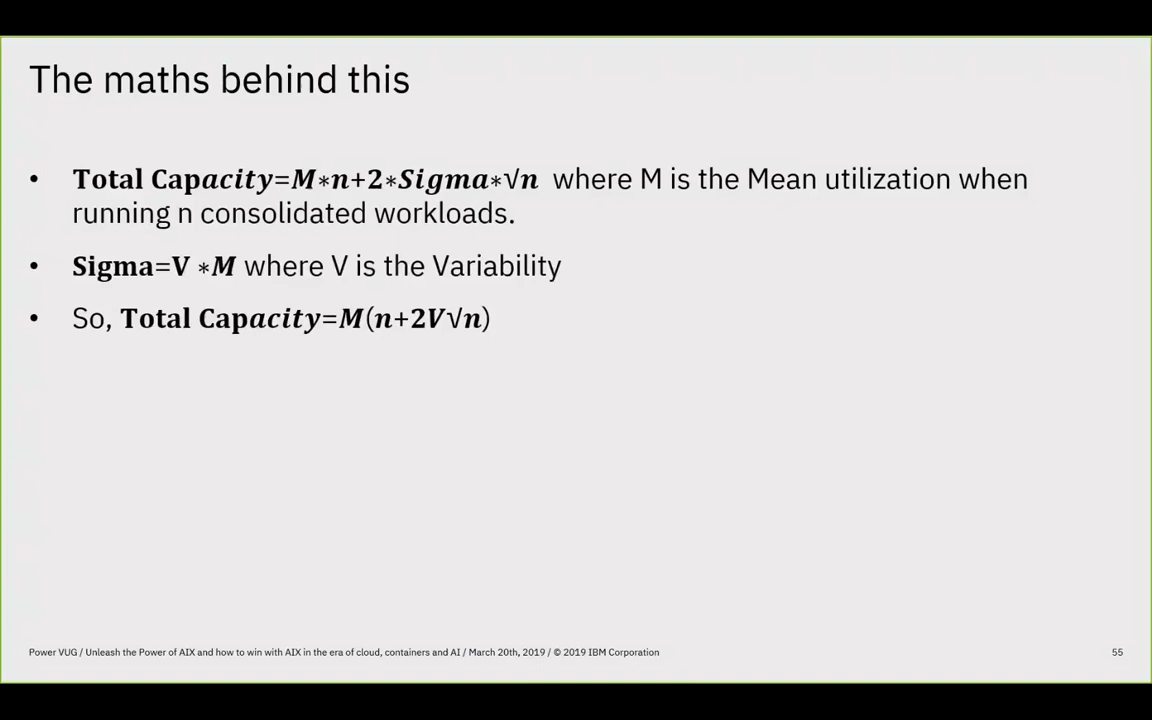 The maths behind this
• Total Capacity=M∗n+2∗Sigma∗√n where M is the Mean utilization when
running n consolidated workloads.
• Sigma=V ∗M where V is the Variability
• So, Total Capacity=M(n+2V√n)
Power VUG / Unleash the Power of AIX and how to win with AIX in the era of cloud, containers and AI / March 20th, 2019 / © 2019 IBM Corporation
55